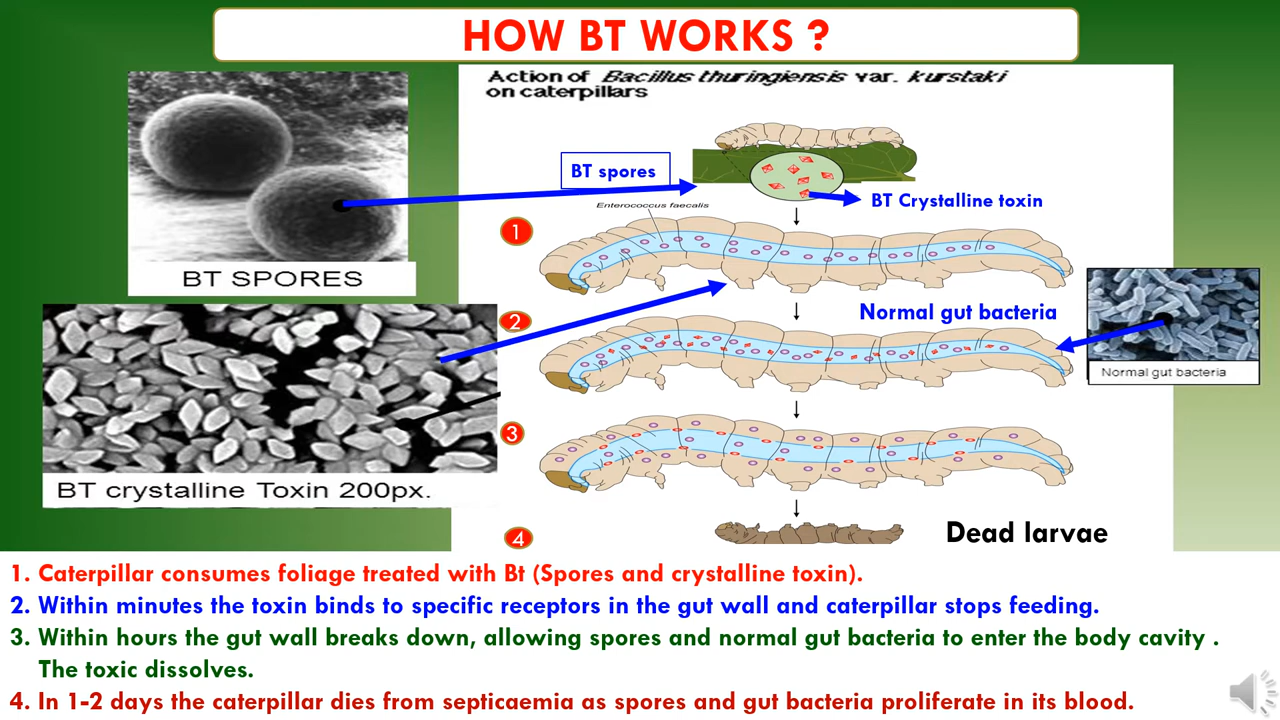 HOW BT WORKS ?
Action of Bacillus thuringiensis var. kurstaki
on caterpillars
BT spores
BT Crystalline toxin
Enterococcus faecalis
BT SPORES
1
2
Normal gut bacteria
Normal gut bacteria
3
BT crystalline Toxin 200px.
4
Dead larvae
1. Caterpillar consumes foliage treated with Bt (Spores and crystalline toxin).
2. Within minutes the toxin binds to specific receptors in the gut wall and caterpillar stops feeding.
3. Within hours the gut wall breaks down, allowing spores and normal gut bacteria to enter the body cavity .
The toxic dissolves.
4. In 1-2 days the caterpillar dies from septicaemia as spores and gut bacteria proliferate in its blood.